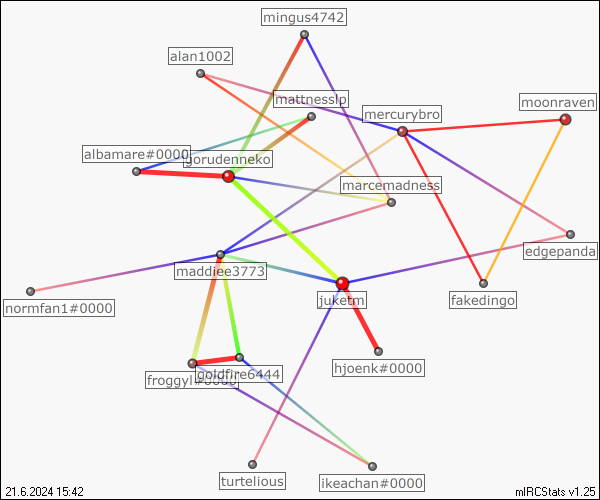 mingus4742
alan1002
mattnesslp
moonraven
mercurybro
albamare#0000
gorudenneko
marcemadness
edgepanda
maddiee3773
juketm
fakedingo
normfan1#0000
hjoenk#0000
goldfire6444
froggyl#0000
turtelious
ikeachan#0000
21.6.2024 15:42
mIRCStats v1.25